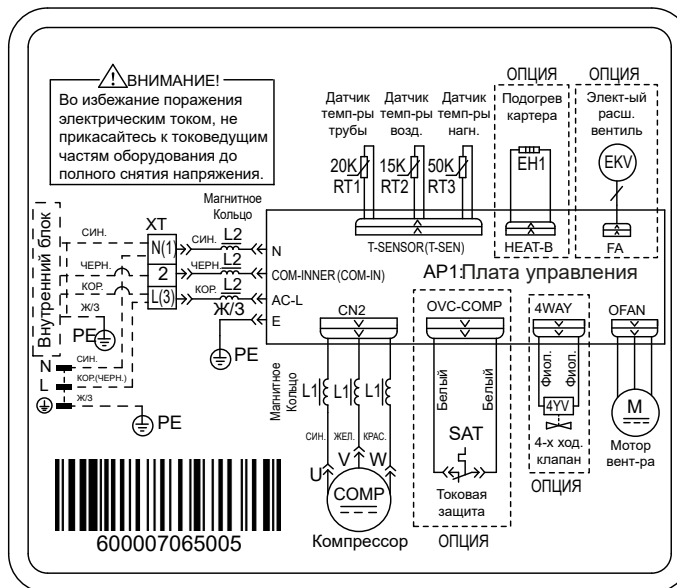 ВНИМАНИЕ!
Во избежание поражения
электрическим током, не
прикасайтесь к токоведущим
частям оборудования до
полного снятия напряжения.
Датчик
темп-ры
трубы
Датчик
темп-ры
возд.
Датчик
темп-ры
нагн.
ОПЦИЯ
Подогрев
картера
ОПЦИЯ
Элект-ый
расш.
вентиль
20K
RT1
15K
RT2
50K
RT3
EH1
EKV
T-SENSOR(T-SEN)
HEAT-B
FA
Внутренний блок
СИН.
ЧЕРН.
КОР.
Ж/З
PE
XT
N(1)
2
L(3)
Магнитное
Кольцо
СИН.
L2
ЧЕРН.
L2
КОР.
L2
Ж/З
PE
N
COM-INNER (COM-IN)
AC-L
E
AP1:Плата управления
N
L
СИН.
КОР.(ЧЕРН.)
Ж/З
PE
CN2
OVC-COMP
4WAY
OFAN
Магнитное
Кольцо
L1
L1
L1
СИН.
ЖЕЛ.
КРАС.
U
V
W
COMP
Компрессор
Белый
Белый
SAT
Токовая
защита
ОПЦИЯ
Фиол.
Фиол.
4YV
4-х ход.
клапан
ОПЦИЯ
M
Мотор
вент-ра
600007065005